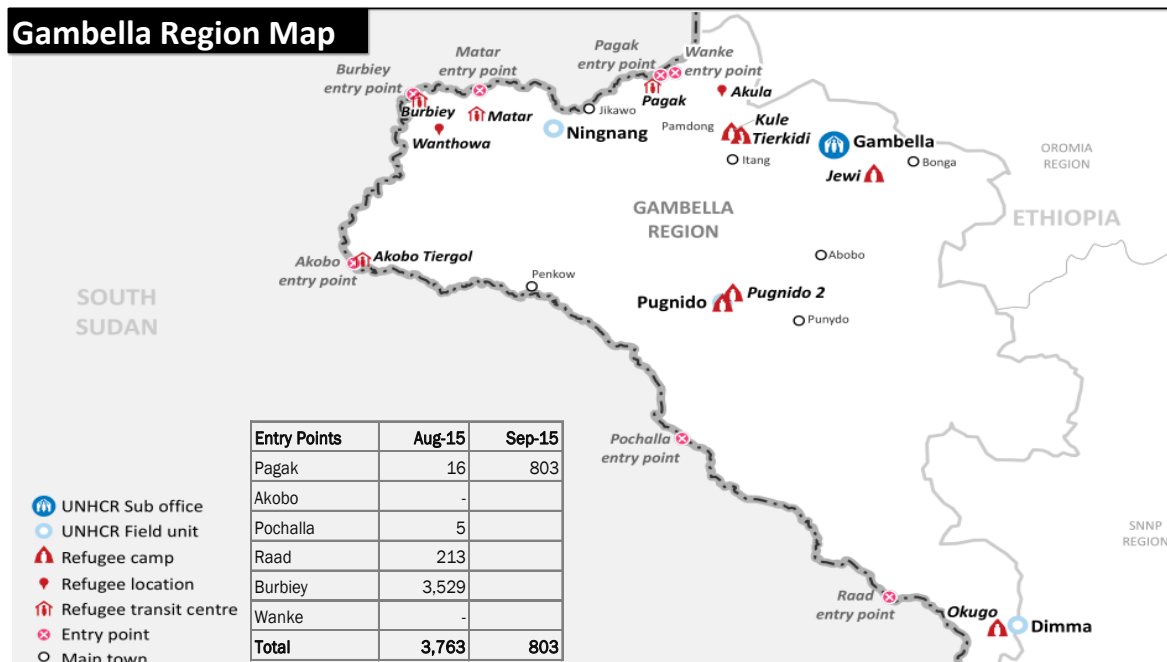 Gambella Region Map
Matar
entry point
Pagak
entry point
Wanke
entry point
Burbiey
entry point
Burbiey
Matar
Wanthowa
Jikawo
Ningnang
Pagak
Akula
Pamdong
Kule
Tierkidi
Itang
Gambella
Bonga
Jewi
OROMIA
REGION
ETHIOPIA
GAMBELLA
REGION
Akobo
entry point
Akobo Tiergol
Penkow
Abobo
Pugnido
Pugnido 2
Punydo
SOUTH
SUDAN
Pochalla
entry point
SNNP
REGION
Raad
entry point
Okugo
Dimma
Entry Points Aug-15 Sep-15
Pagak 16 803
Akobo -
Pochalla 5
Raad 213
Burbiey 3,529
Wanke -
Total 3,763 803
UNHCR Sub office
UNHCR Field unit
Refugee camp
Refugee location
Refugee transit centre
Entry point
Main town